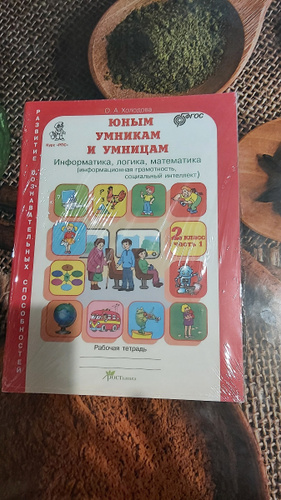 О. А. Холодова
Курс «РПС»
ФГОС
ЮНЫМ
УМНИКАМ
И УМНИЦАМ
Информатика, логика, математика
(информационная грамотность,
социальный интеллект)
РАЗВИТИЕ ПОЗНАВАТЕЛЬНЫХ СПОСОБНОСТЕЙ
2 класс
часть 1
Рабочая тетрадь
РОСТкнига